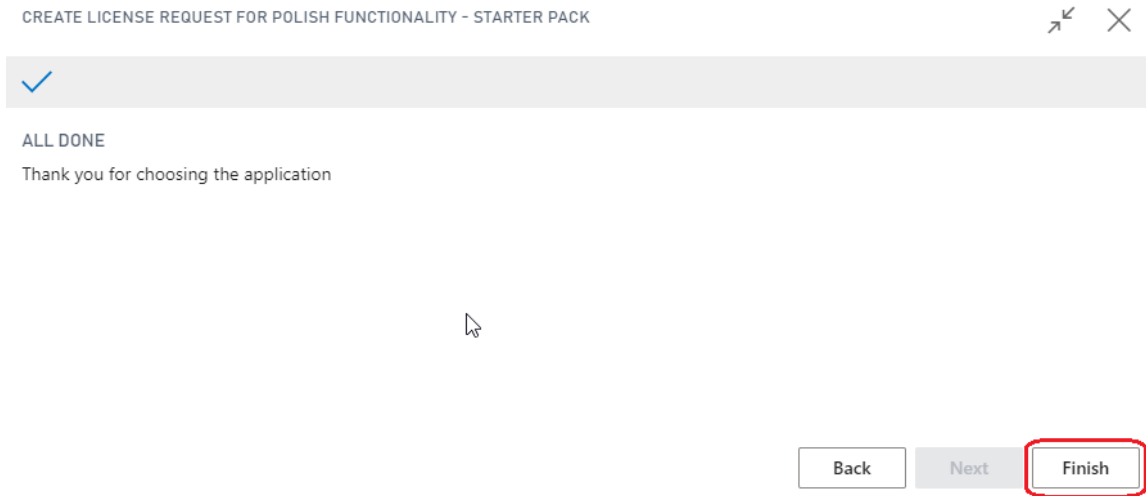 CREATE LICENSE REQUEST FOR POLISH FUNCTIONALITY - STARTER PACK
ALL DONE
Thank you for choosing the application
Back Next Finish